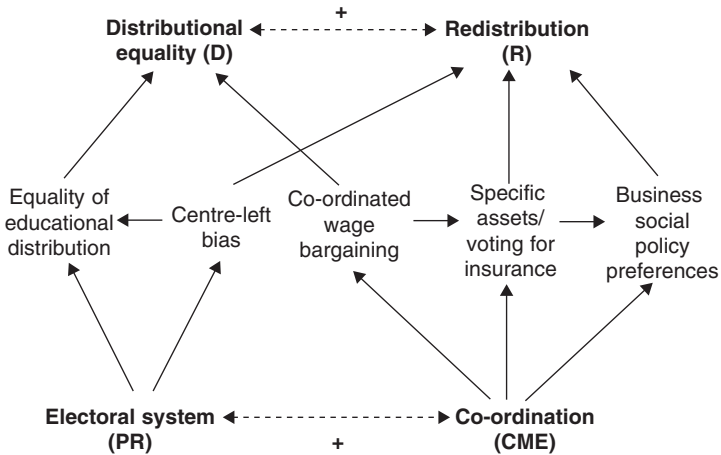 +
Distributional
equality (D)
Redistribution
(R)
Equality of
educational
distribution
Centre-left
bias
Co-ordinated
wage
bargaining
Specific
assets/
voting for
insurance
Business
social
policy
preferences
Electoral system
(PR)
+
Co-ordination
(CME)